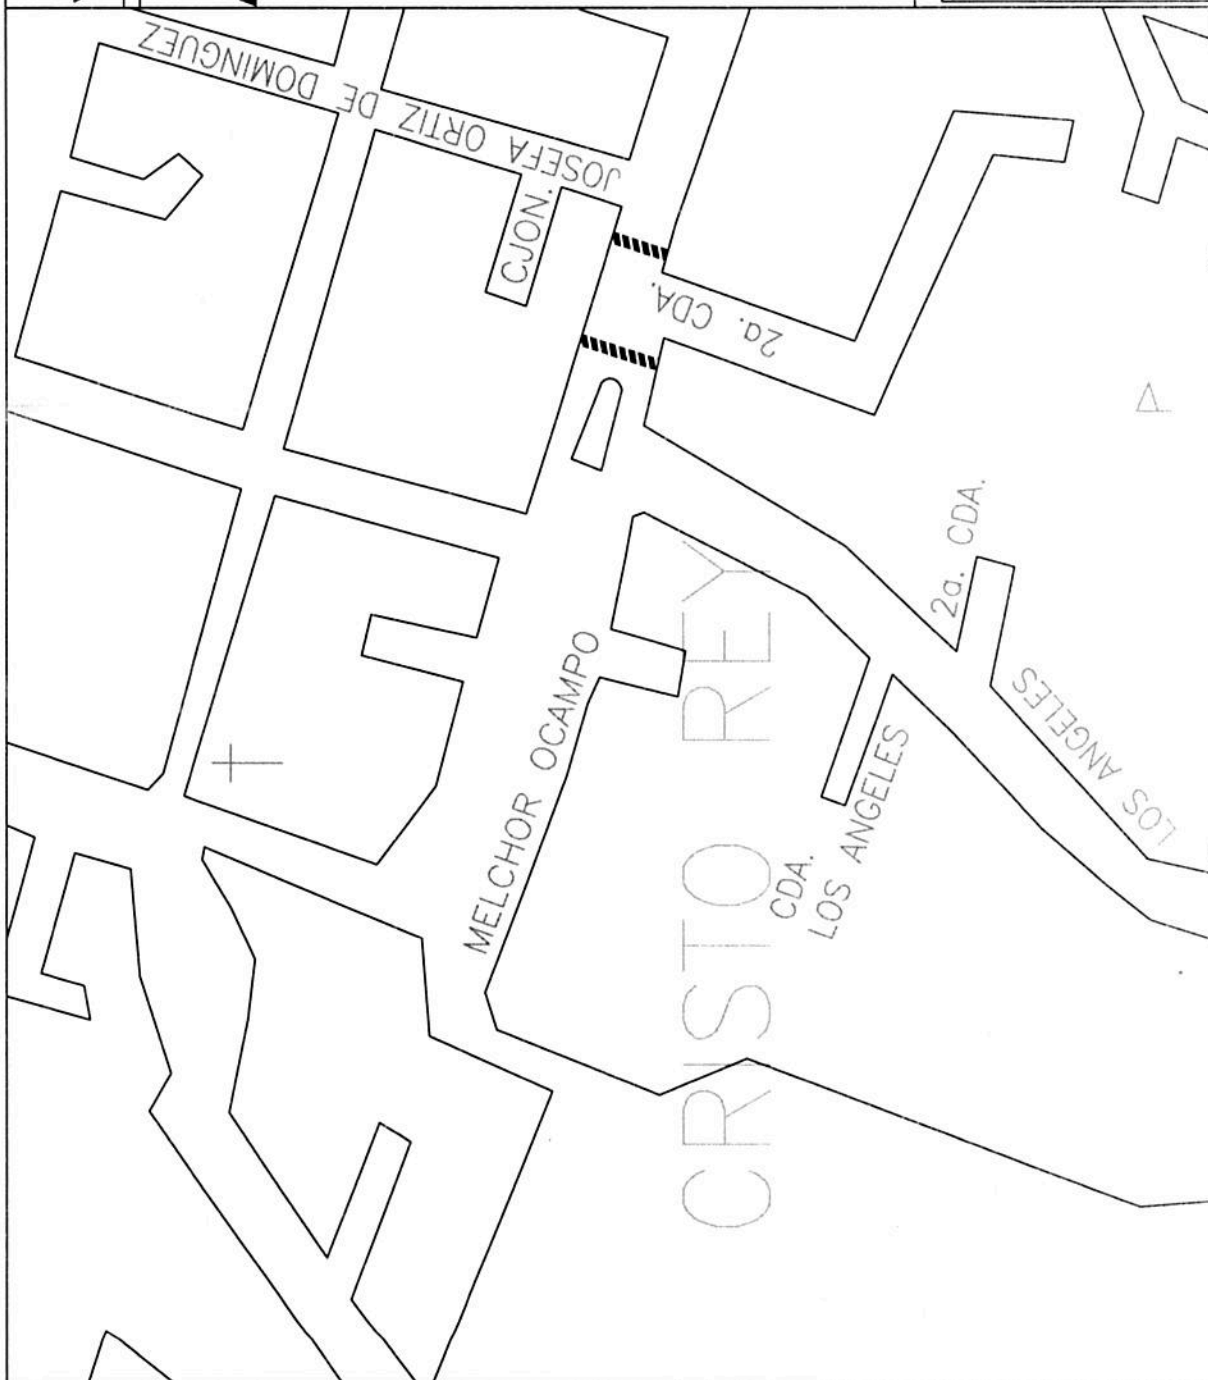 JOSEFA ORTIZ DE DOMINGUEZ
CJON.
2a. CDA.
2a. CDA.
MELCHOR OCAMPO
CRISTO REY
LOS ANGELES
CDA.
LOS ANGELES